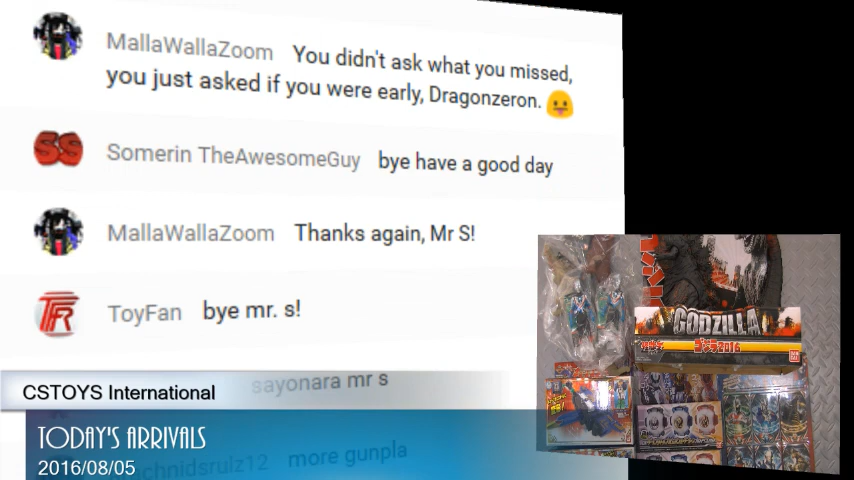 MallaWallaZoom You didn't ask what you missed,
you just asked if you were early, Dragonzeron.
SS
Somerin TheAwesomeGuy bye have a good day
MallaWallaZoom Thanks again, Mr S!
TFR
ToyFan bye mr. s!
sayonara mr s
CSTOYS International
TODAY'S ARRIVALS
2016/08/05
more gunpla
GODZILLA
ゴジラ2016